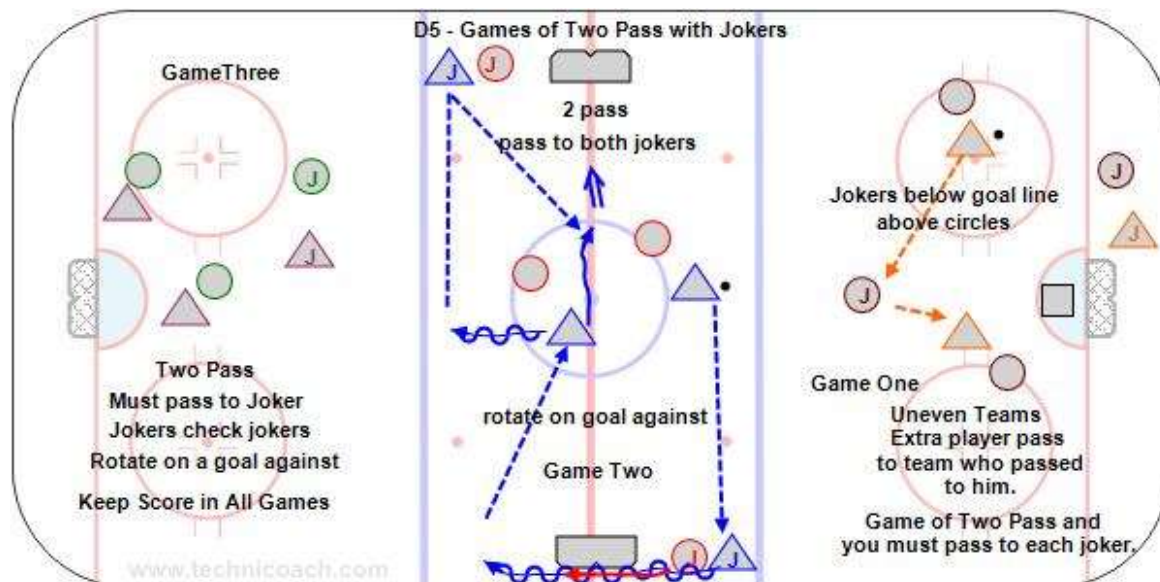 D5 - Games of Two Pass with Jokers
GameThree
J
J
Two Pass
Must pass to Joker
Jokers check jokers
Rotate on a goal against
Keep Score in All Games
www.technicoach.com
J
J
2 pass
pass to both jokers
rotate on goal against
Game Two
J
J
J
Jokers below goal line
above circles
J
J
Game One
Uneven Teams
Extra player pass
to team who passed
to him.
Game of Two Pass and
you must pass to each joker.